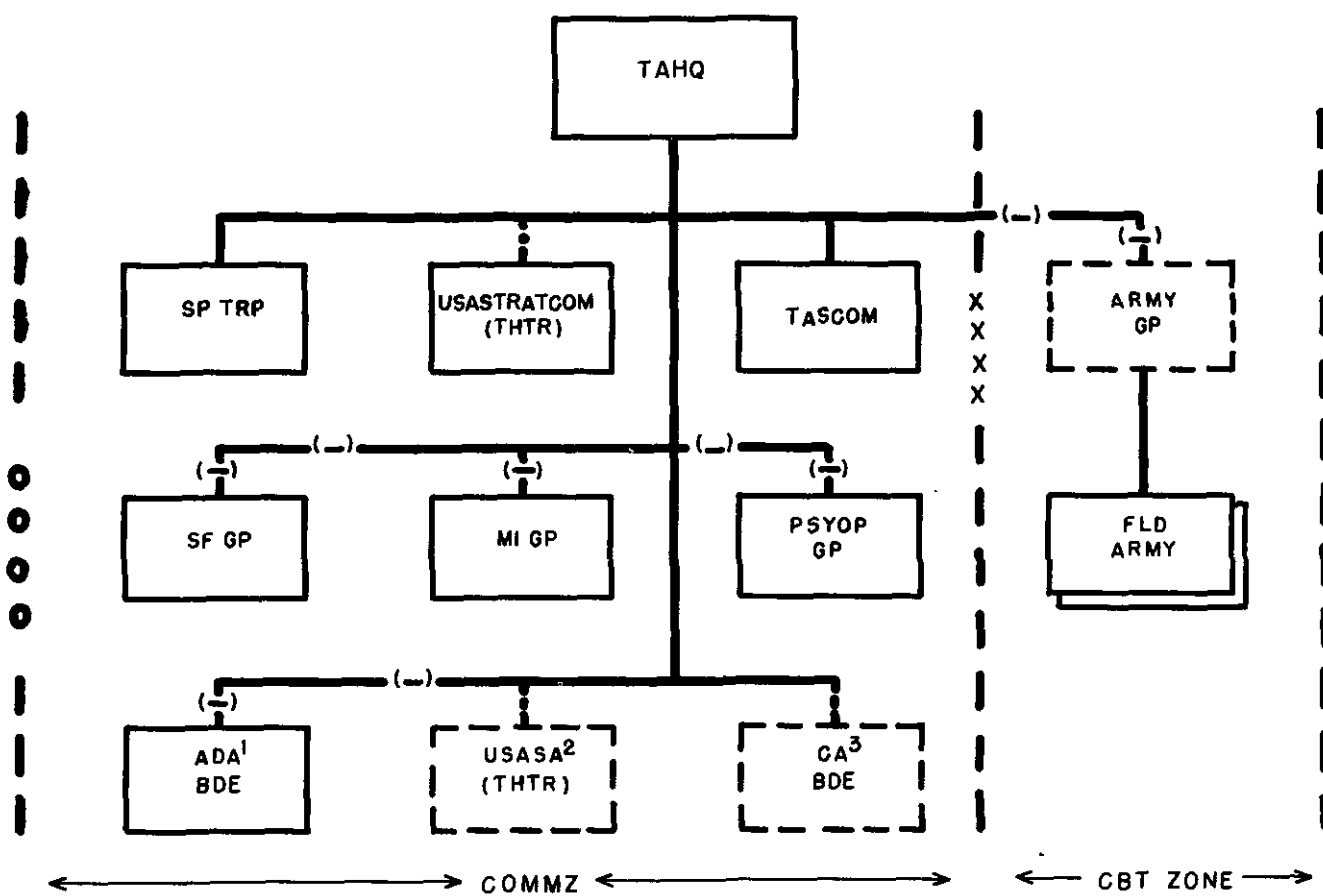 TAHQ
(–)
(–)
SP TRP
USASTRATCOM
(THTR)
TASCOM
ARMY
GP
X
X
X
X
(–)
(–)
(–)
(–)
(–)
SF GP
MI GP
PSYOP
GP
FLD
ARMY
O
O
O
O
(–)
(–)
ADA¹
BDE
USASA²
(THTR)
CA³
BDE
COMMZ
CBT ZONE